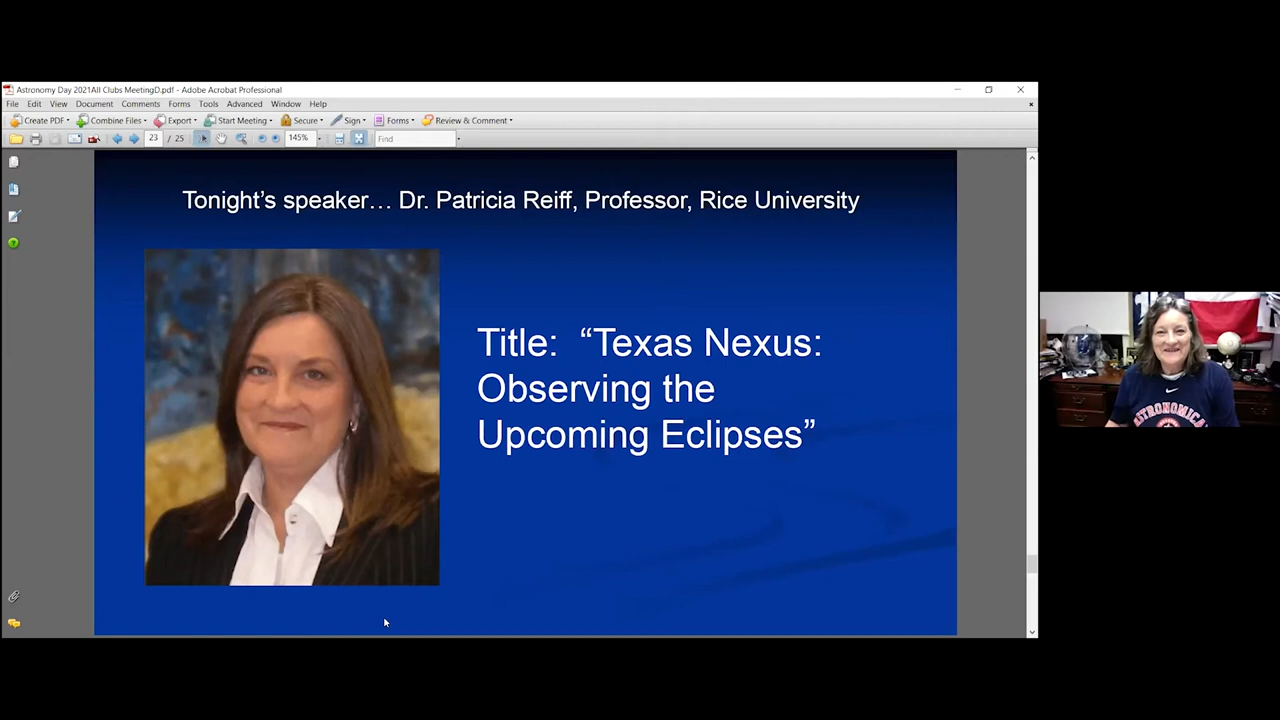 Astronomy Day 2021All Clubs MeetingD.pdf - Adobe Acrobat Professional
File Edit View Document Comments Forms Tools Advanced Window Help
Create PDF Combine Files Export Start Meeting Secure Sign Forms Review & Comment
23 / 25 145% Find
Tonight’s speaker… Dr. Patricia Reiff, Professor, Rice University
Title: “Texas Nexus:
Observing the
Upcoming Eclipses”